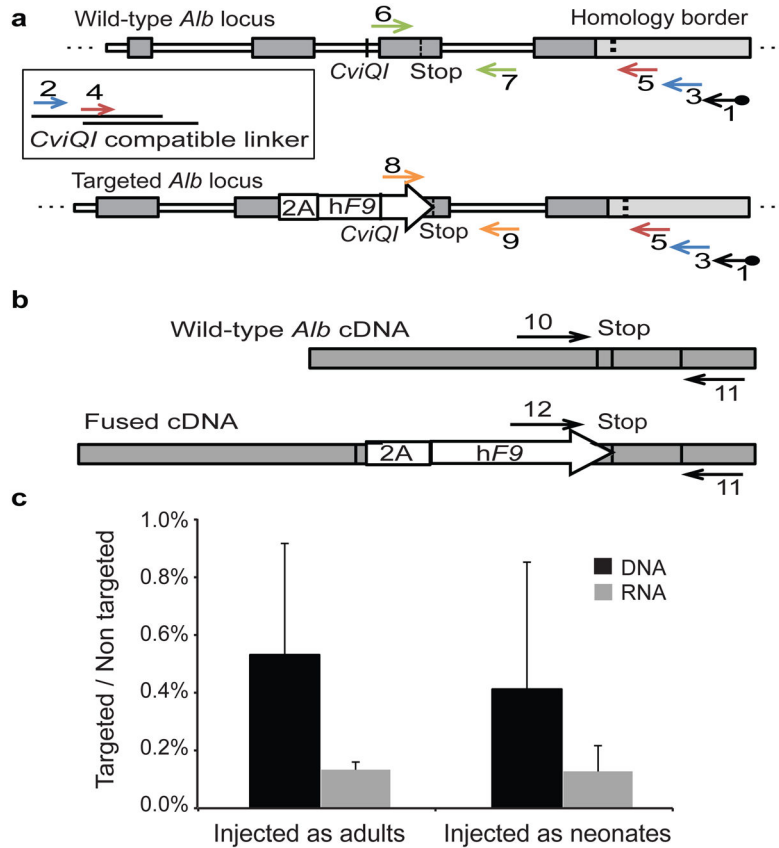 a
Wild-type Alb locus
6
Homology border
CviQI
Stop
7
5
3
1
2
4
CviQI compatible linker
8
Targeted Alb locus
2A
hF9
CviQI
Stop
9
5
3
1
b
Wild-type Alb cDNA
10
Stop
11
Fused cDNA
12
Stop
2A
hF9
11
c
Targeted / Non targeted
1.0%
0.8%
0.6%
0.4%
0.2%
0.0%
DNA
RNA
Injected as adults
Injected as neonates